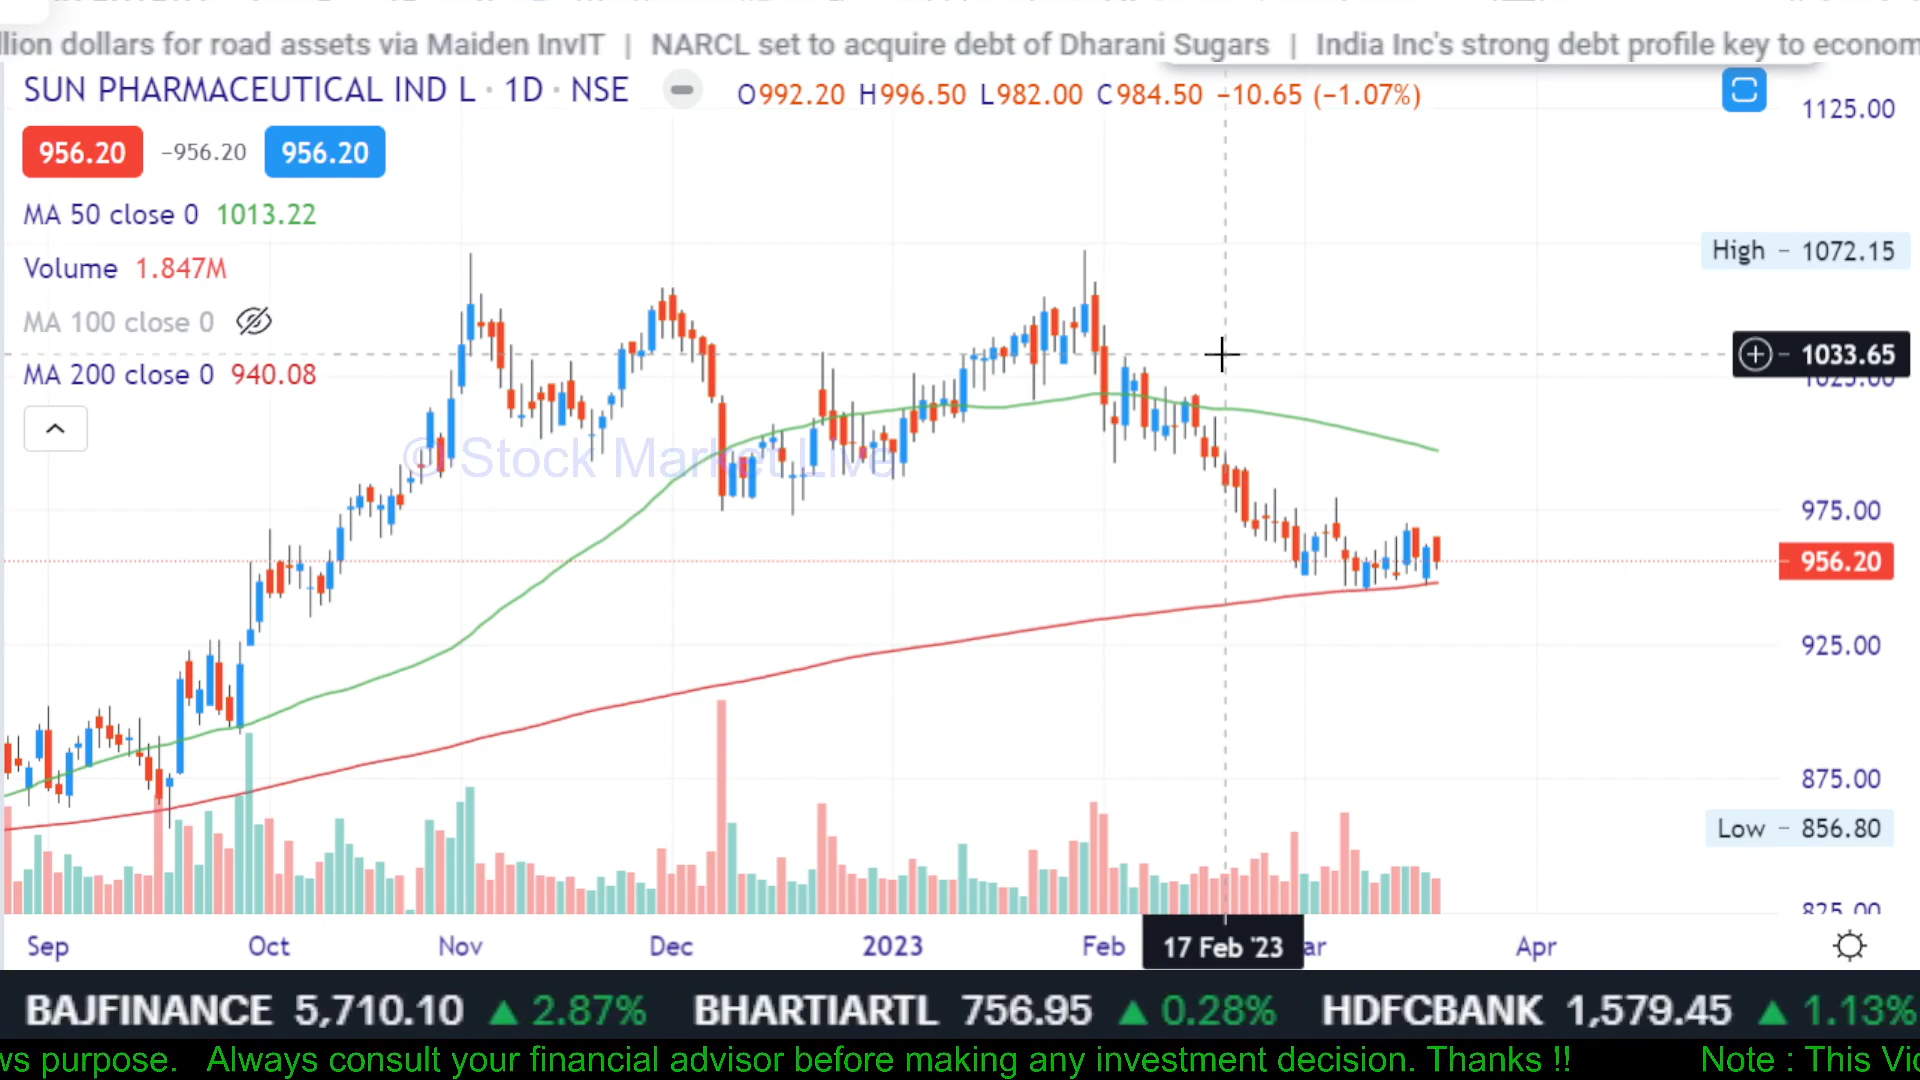 llion dollars for road assets via Maiden InvIT | NARCL set to acquire debt of Dharani Sugars | India Inc's strong debt profile key to econom
SUN PHARMACEUTICAL IND L · 1D · NSE O992.20 H996.50 L982.00 C984.50 −10.65 (−1.07%)
1125.00
956.20 −956.20 956.20
MA 50 close 0 1013.22
High − 1072.15
Volume 1.847M
MA 100 close 0
1033.65
MA 200 close 0 940.08
1025.00
© Stock Market Live
975.00
956.20
925.00
875.00
Low − 856.80
825.00
Sep Oct Nov Dec 2023 Feb 17 Feb '23 ar Apr
BAJFINANCE 5,710.10 ▲ 2.87% BHARTIARTL 756.95 ▲ 0.28% HDFCBANK 1,579.45 ▲ 1.13%
ws purpose. Always consult your financial advisor before making any investment decision. Thanks !! Note : This Vid